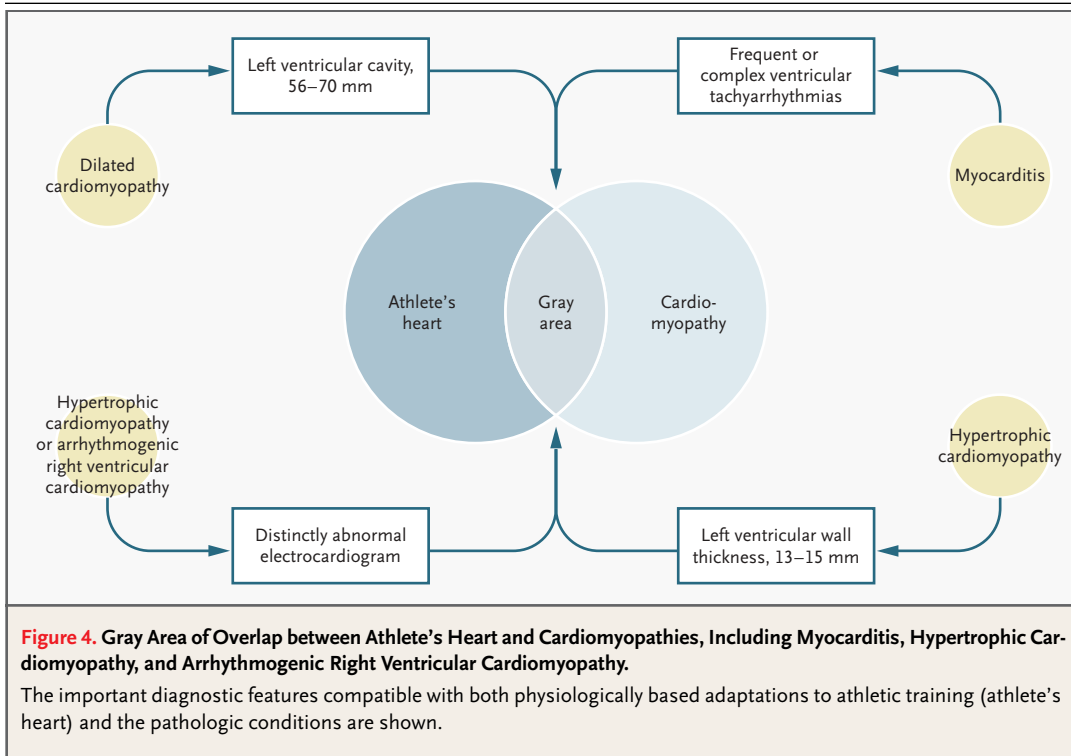 Left ventricular cavity,
56–70 mm
Frequent or
complex ventricular
tachyarrhythmias
Dilated
cardiomyopathy
Myocarditis
Athlete's
heart
Gray
area
Cardio-
myopathy
Hypertrophic
cardiomyopathy
or arrhythmogenic
right ventricular
cardiomyopathy
Hypertrophic
cardiomyopathy
Distinctly abnormal
electrocardiogram
Left ventricular wall
thickness, 13–15 mm
Figure 4. Gray Area of Overlap between Athlete's Heart and Cardiomyopathies, Including Myocarditis, Hypertrophic Car-
diomyopathy, and Arrhythmogenic Right Ventricular Cardiomyopathy.
The important diagnostic features compatible with both physiologically based adaptations to athletic training (athlete's
heart) and the pathologic conditions are shown.